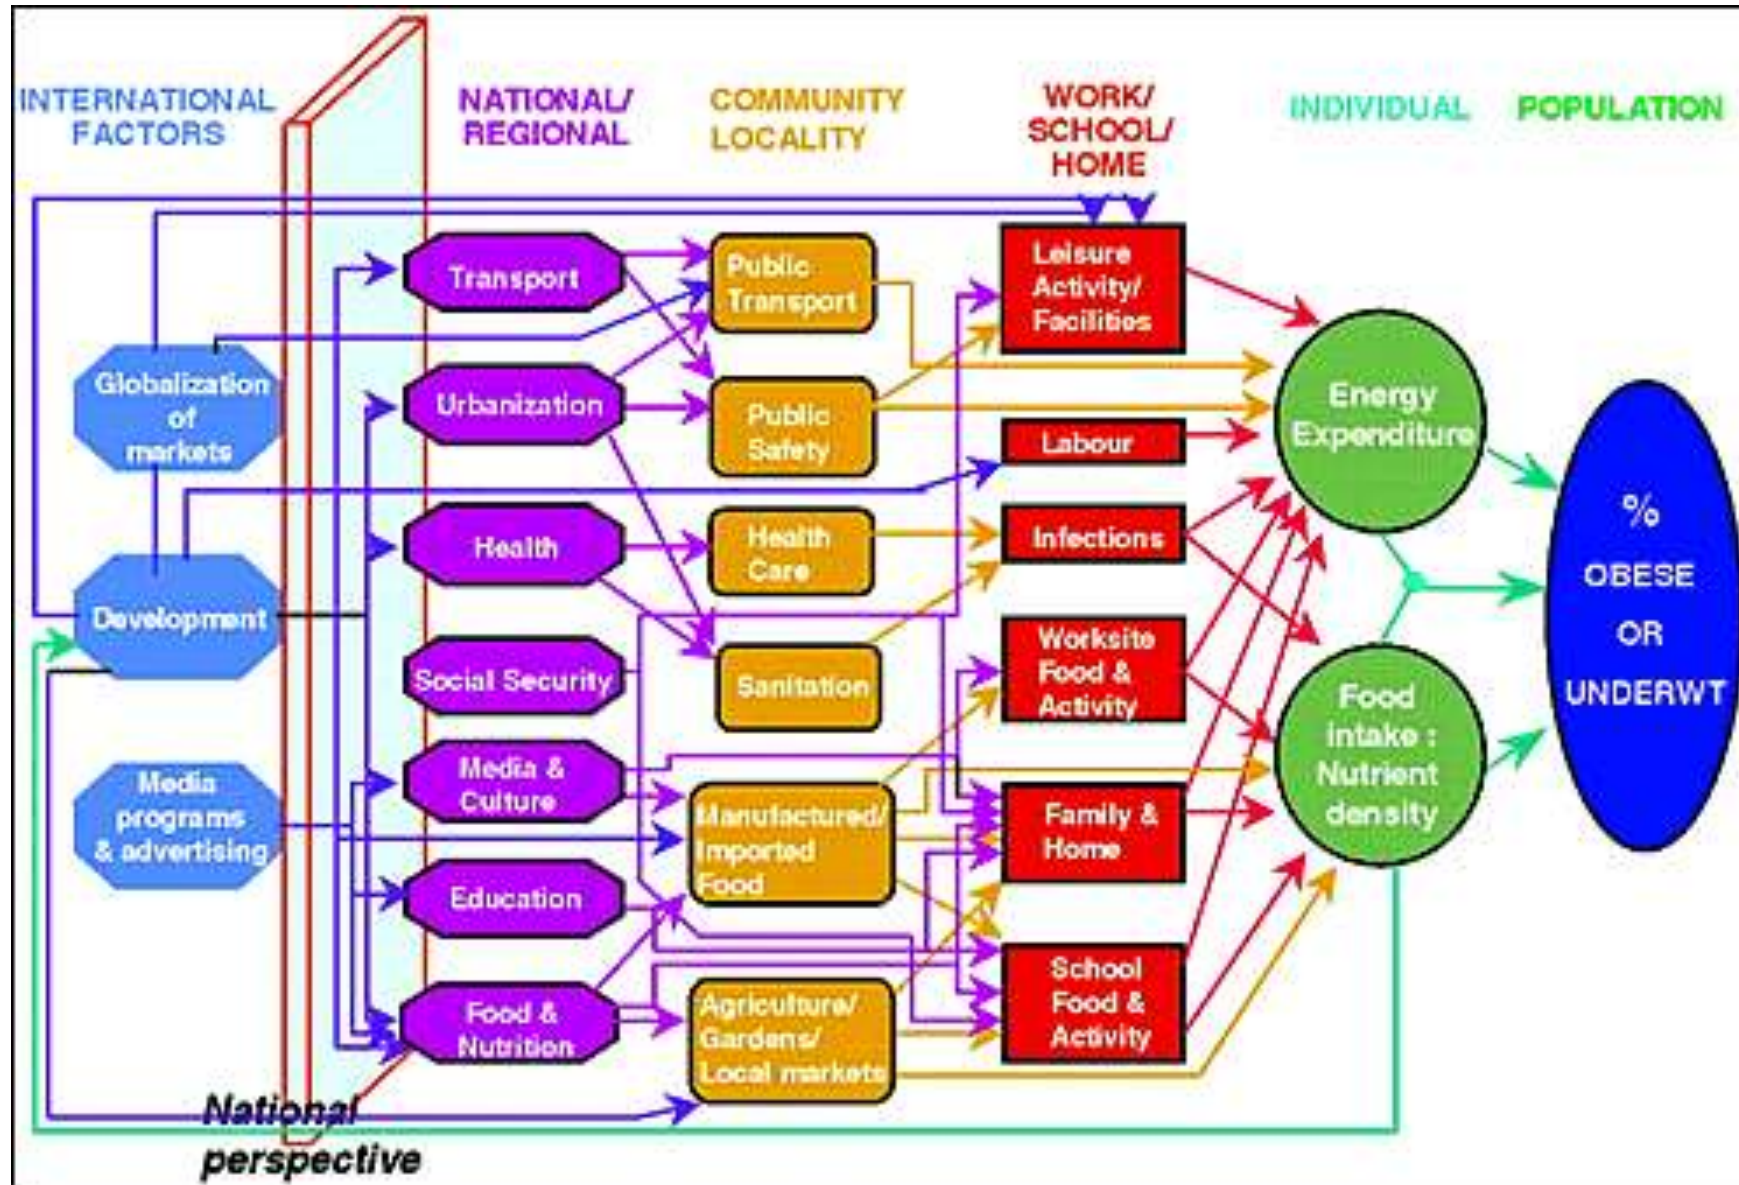 INTERNATIONAL
FACTORS
NATIONAL/
REGIONAL
COMMUNITY
LOCALITY
WORK/
SCHOOL/
HOME
INDIVIDUAL
POPULATION
Globalization
of
markets
Development
Media
programs
& advertising
Transport
Urbanization
Health
Social Security
Media &
Culture
Education
Food &
Nutrition
Public
Transport
Public
Safety
Health
Care
Sanitation
Manufactured/
Imported
Food
Agriculture/
Gardens/
Local markets
Leisure
Activity/
Facilities
Labour
Infections
Worksite
Food &
Activity
Family &
Home
School
Food &
Activity
Energy
Expenditure
Food
intake :
Nutrient
density
%
OBESE
OR
UNDERWT
National
perspective